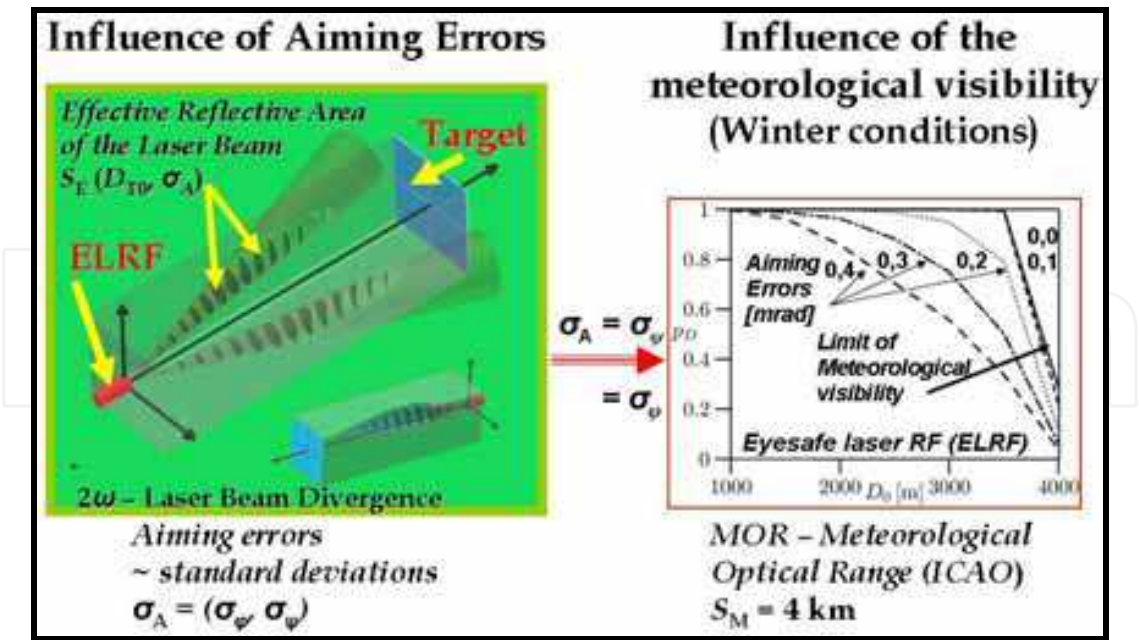 Influence of Aiming Errors
Effective Reflective Area
of the Laser Beam
S_E (D_T0, σ_A)
Target
ELRF
2ω – Laser Beam Divergence
Aiming errors
~ standard deviations
σ_A = (σ_φ, σ_ψ)
σ_A = σ_φ
= σ_ψ
Influence of the
meteorological visibility
(Winter conditions)
1
0.8
0.6
0.4
0.2
0
p_D
0,0
0,1
0,2
0,3
0,4
Aiming
Errors
[mrad]
Limit of
Meteorological
visibility
Eyesafe laser RF (ELRF)
1000
2000
D_0 [m]
3000
4000
MOR – Meteorological
Optical Range (ICAO)
S_M = 4 km